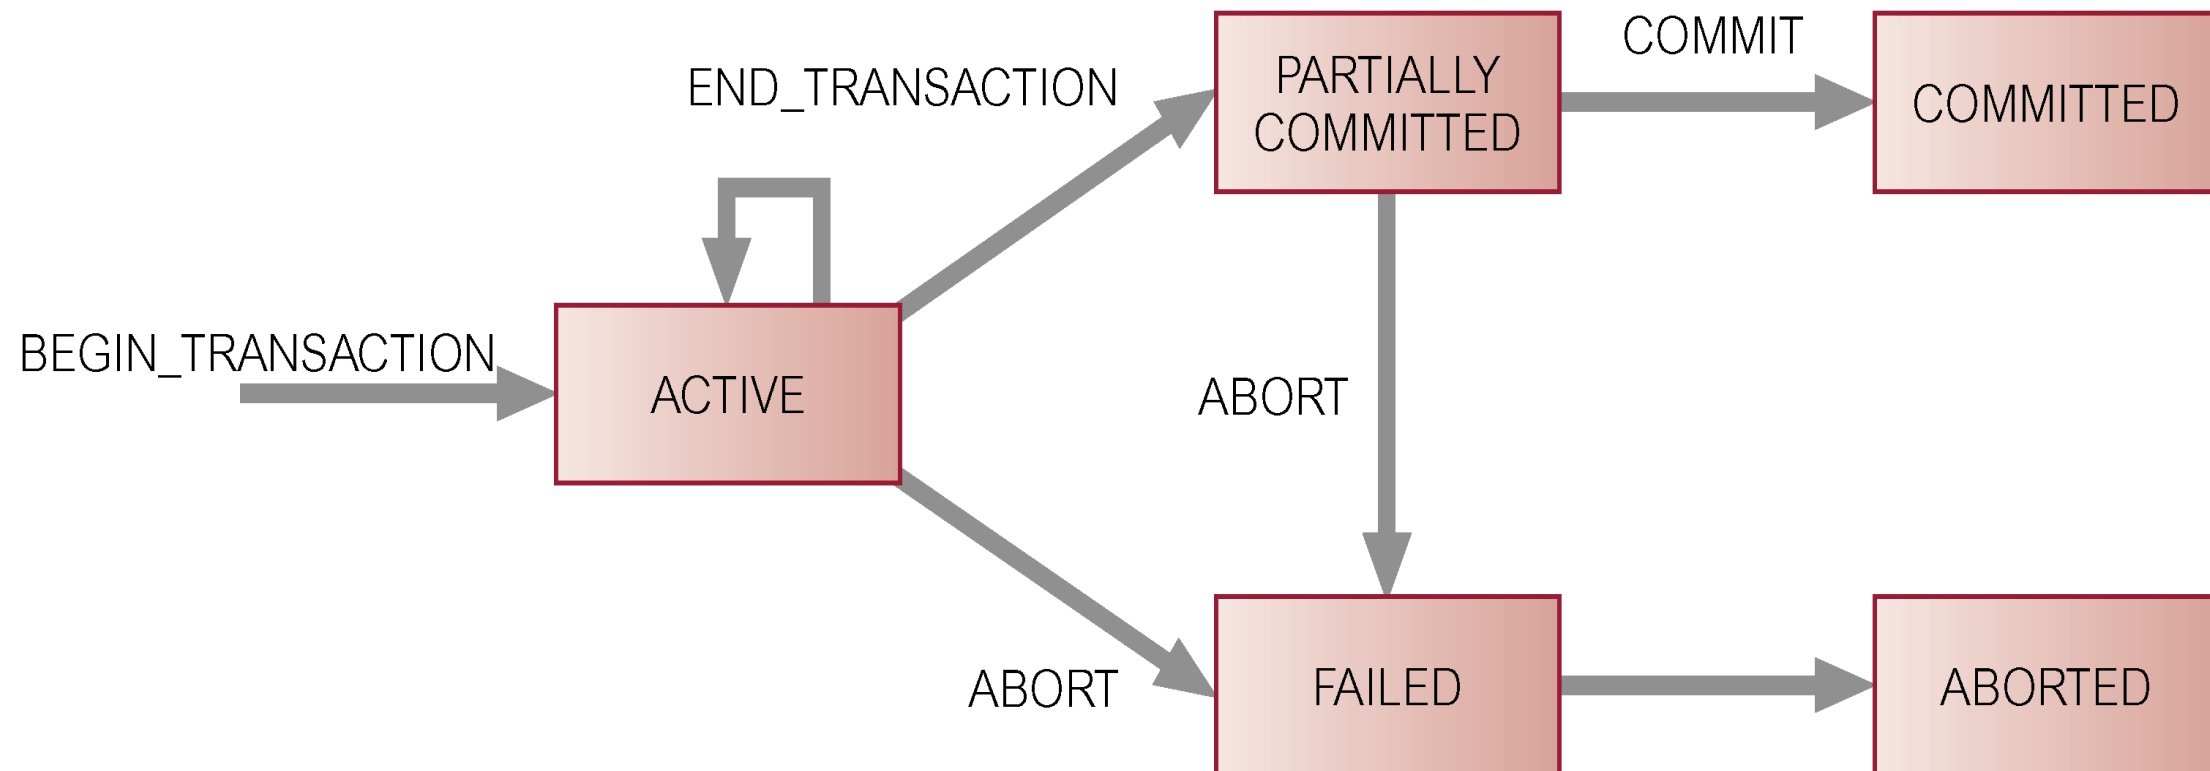 COMMIT
END_TRANSACTION
PARTIALLY
COMMITTED
COMMITTED
BEGIN_TRANSACTION
ACTIVE
ABORT
ABORT
FAILED
ABORTED